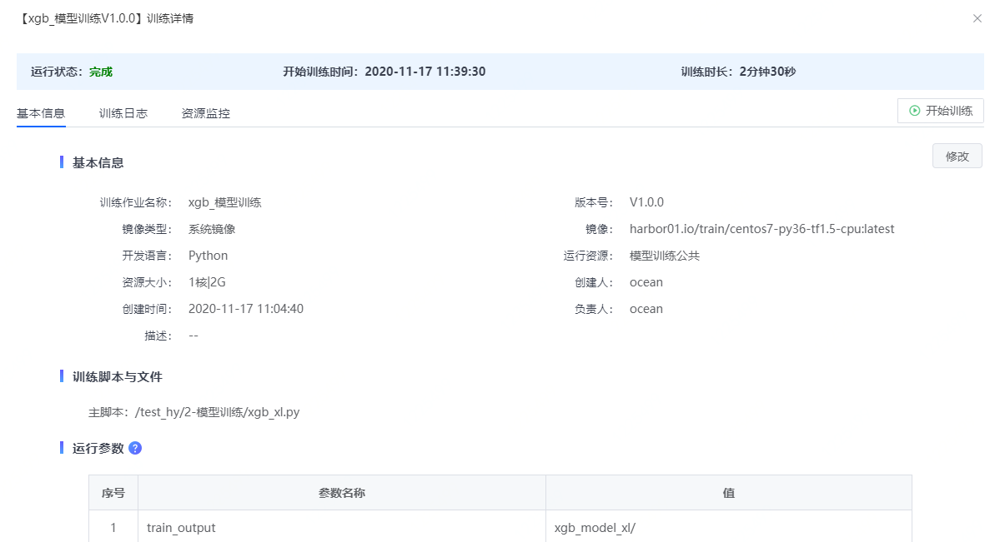 【xgb_模型训练V1.0.0】训练详情
运行状态：完成 开始训练时间：2020-11-17 11:39:30 训练时长：2分钟30秒
基本信息 训练日志 资源监控 开始训练
基本信息 修改
训练作业名称： xgb_模型训练 版本号： V1.0.0
镜像类型： 系统镜像 镜像： harbor01.io/train/centos7-py36-tf1.5-cpu:latest
开发语言： Python 运行资源： 模型训练公共
资源大小： 1核|2G 创建人： ocean
创建时间： 2020-11-17 11:04:40 负责人： ocean
描述： --
训练脚本与文件
主脚本：/test_hy/2-模型训练/xgb_xl.py
运行参数 ?
序号 参数名称 值
1 train_output xgb_model_xl/